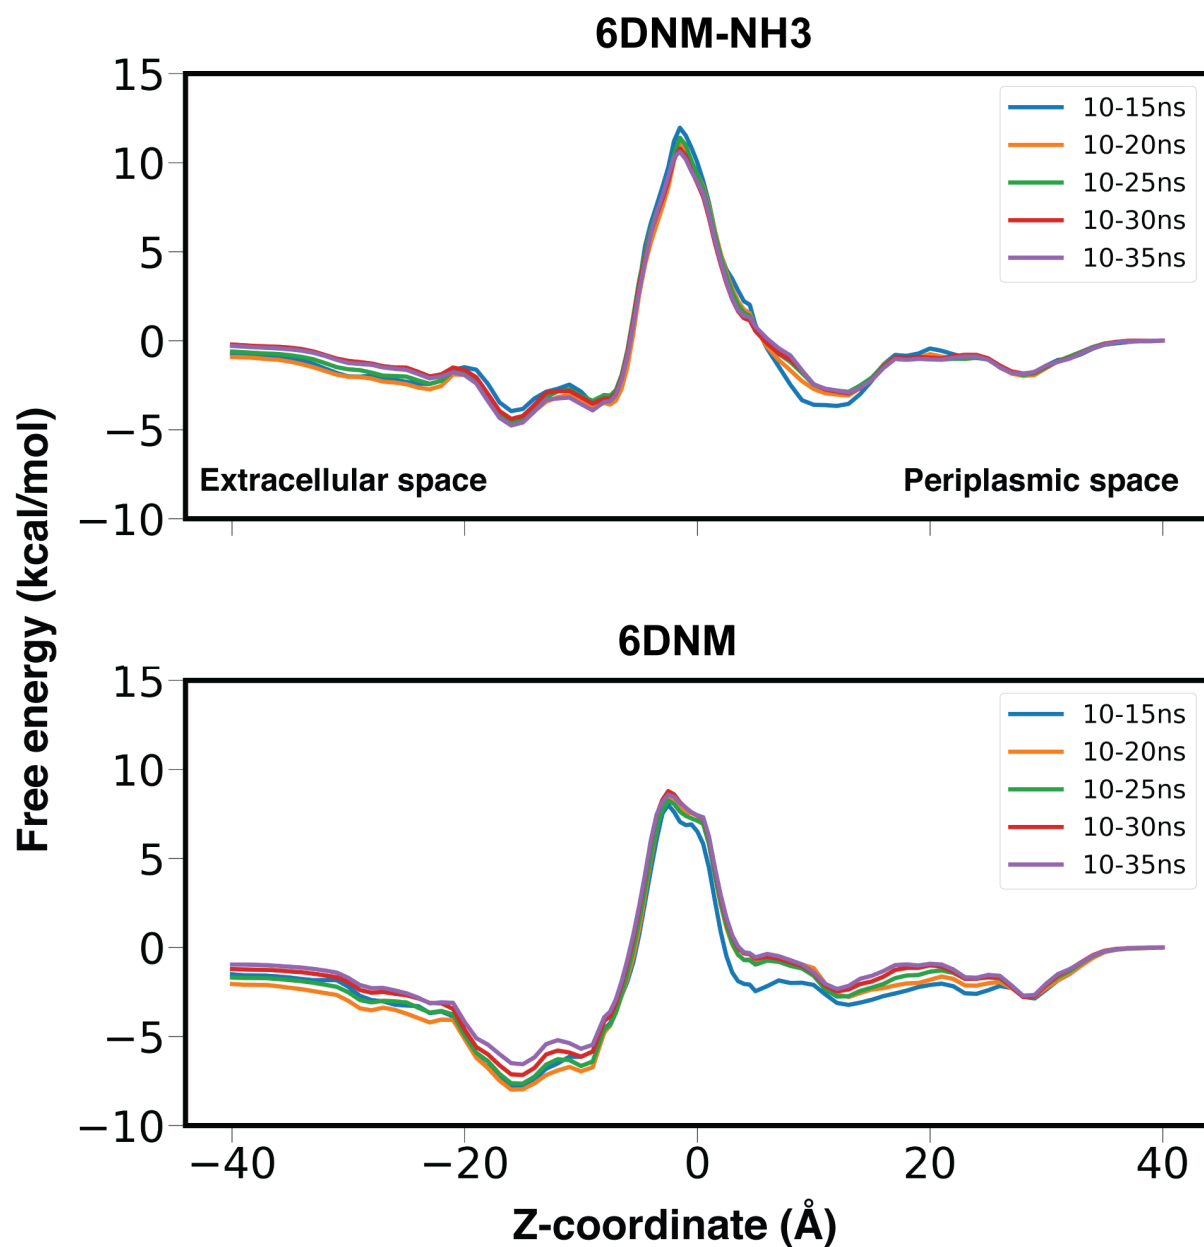 6DNM-NH3
15
10
5
0
−5
−10
10-15ns
10-20ns
10-25ns
10-30ns
10-35ns
Extracellular space
Periplasmic space
Free energy (kcal/mol)
6DNM
15
10
5
0
−5
−10
10-15ns
10-20ns
10-25ns
10-30ns
10-35ns
−40
−20
0
20
40
Z-coordinate (Å)